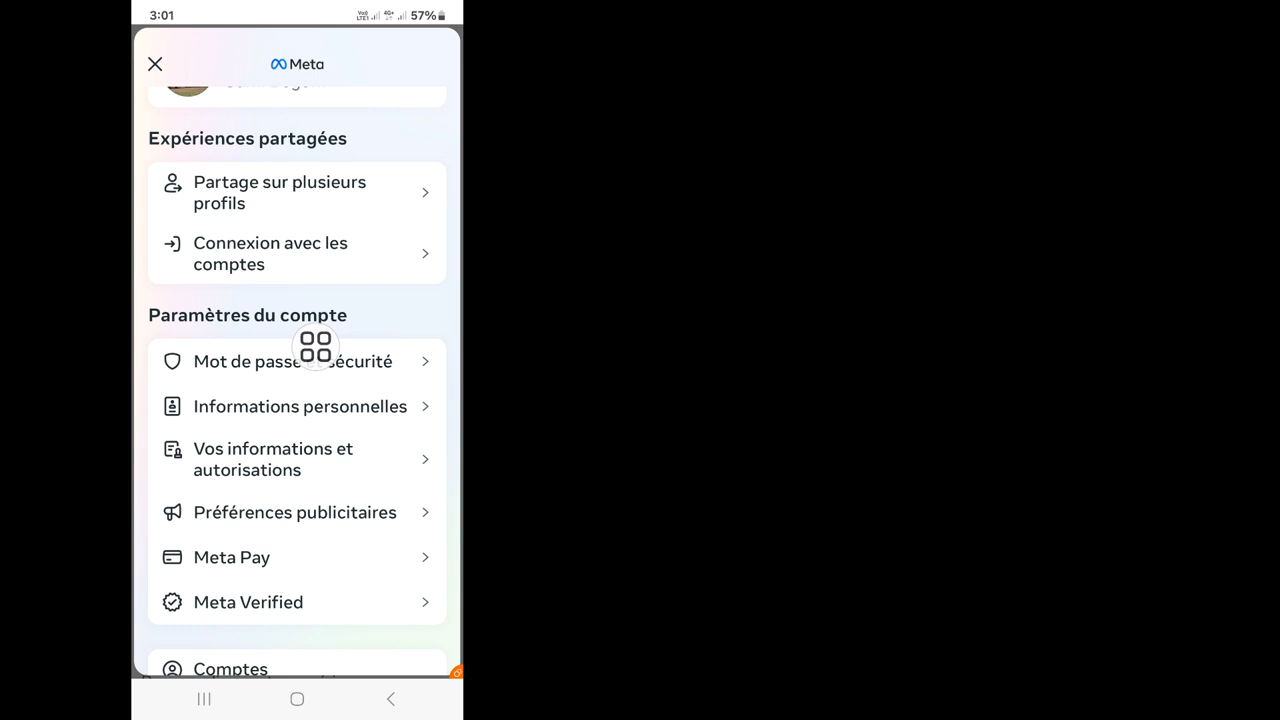 3:01
57%
Meta
Expériences partagées
Partage sur plusieurs
profils
Connexion avec les
comptes
Paramètres du compte
Mot de passe et sécurité
Informations personnelles
Vos informations et
autorisations
Préférences publicitaires
Meta Pay
Meta Verified
Comptes